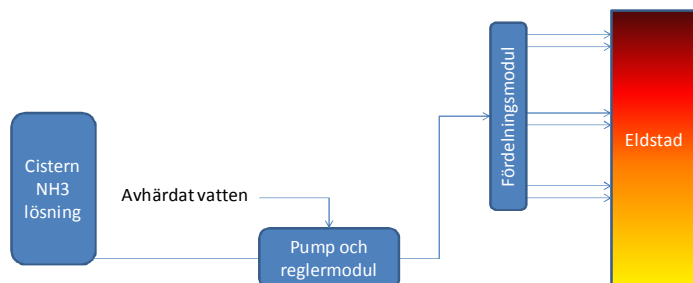 Cistern
NH3
lösning
Avhärdat vatten
Pump och
reglermodul
Fördelningsmodul
Eldstad